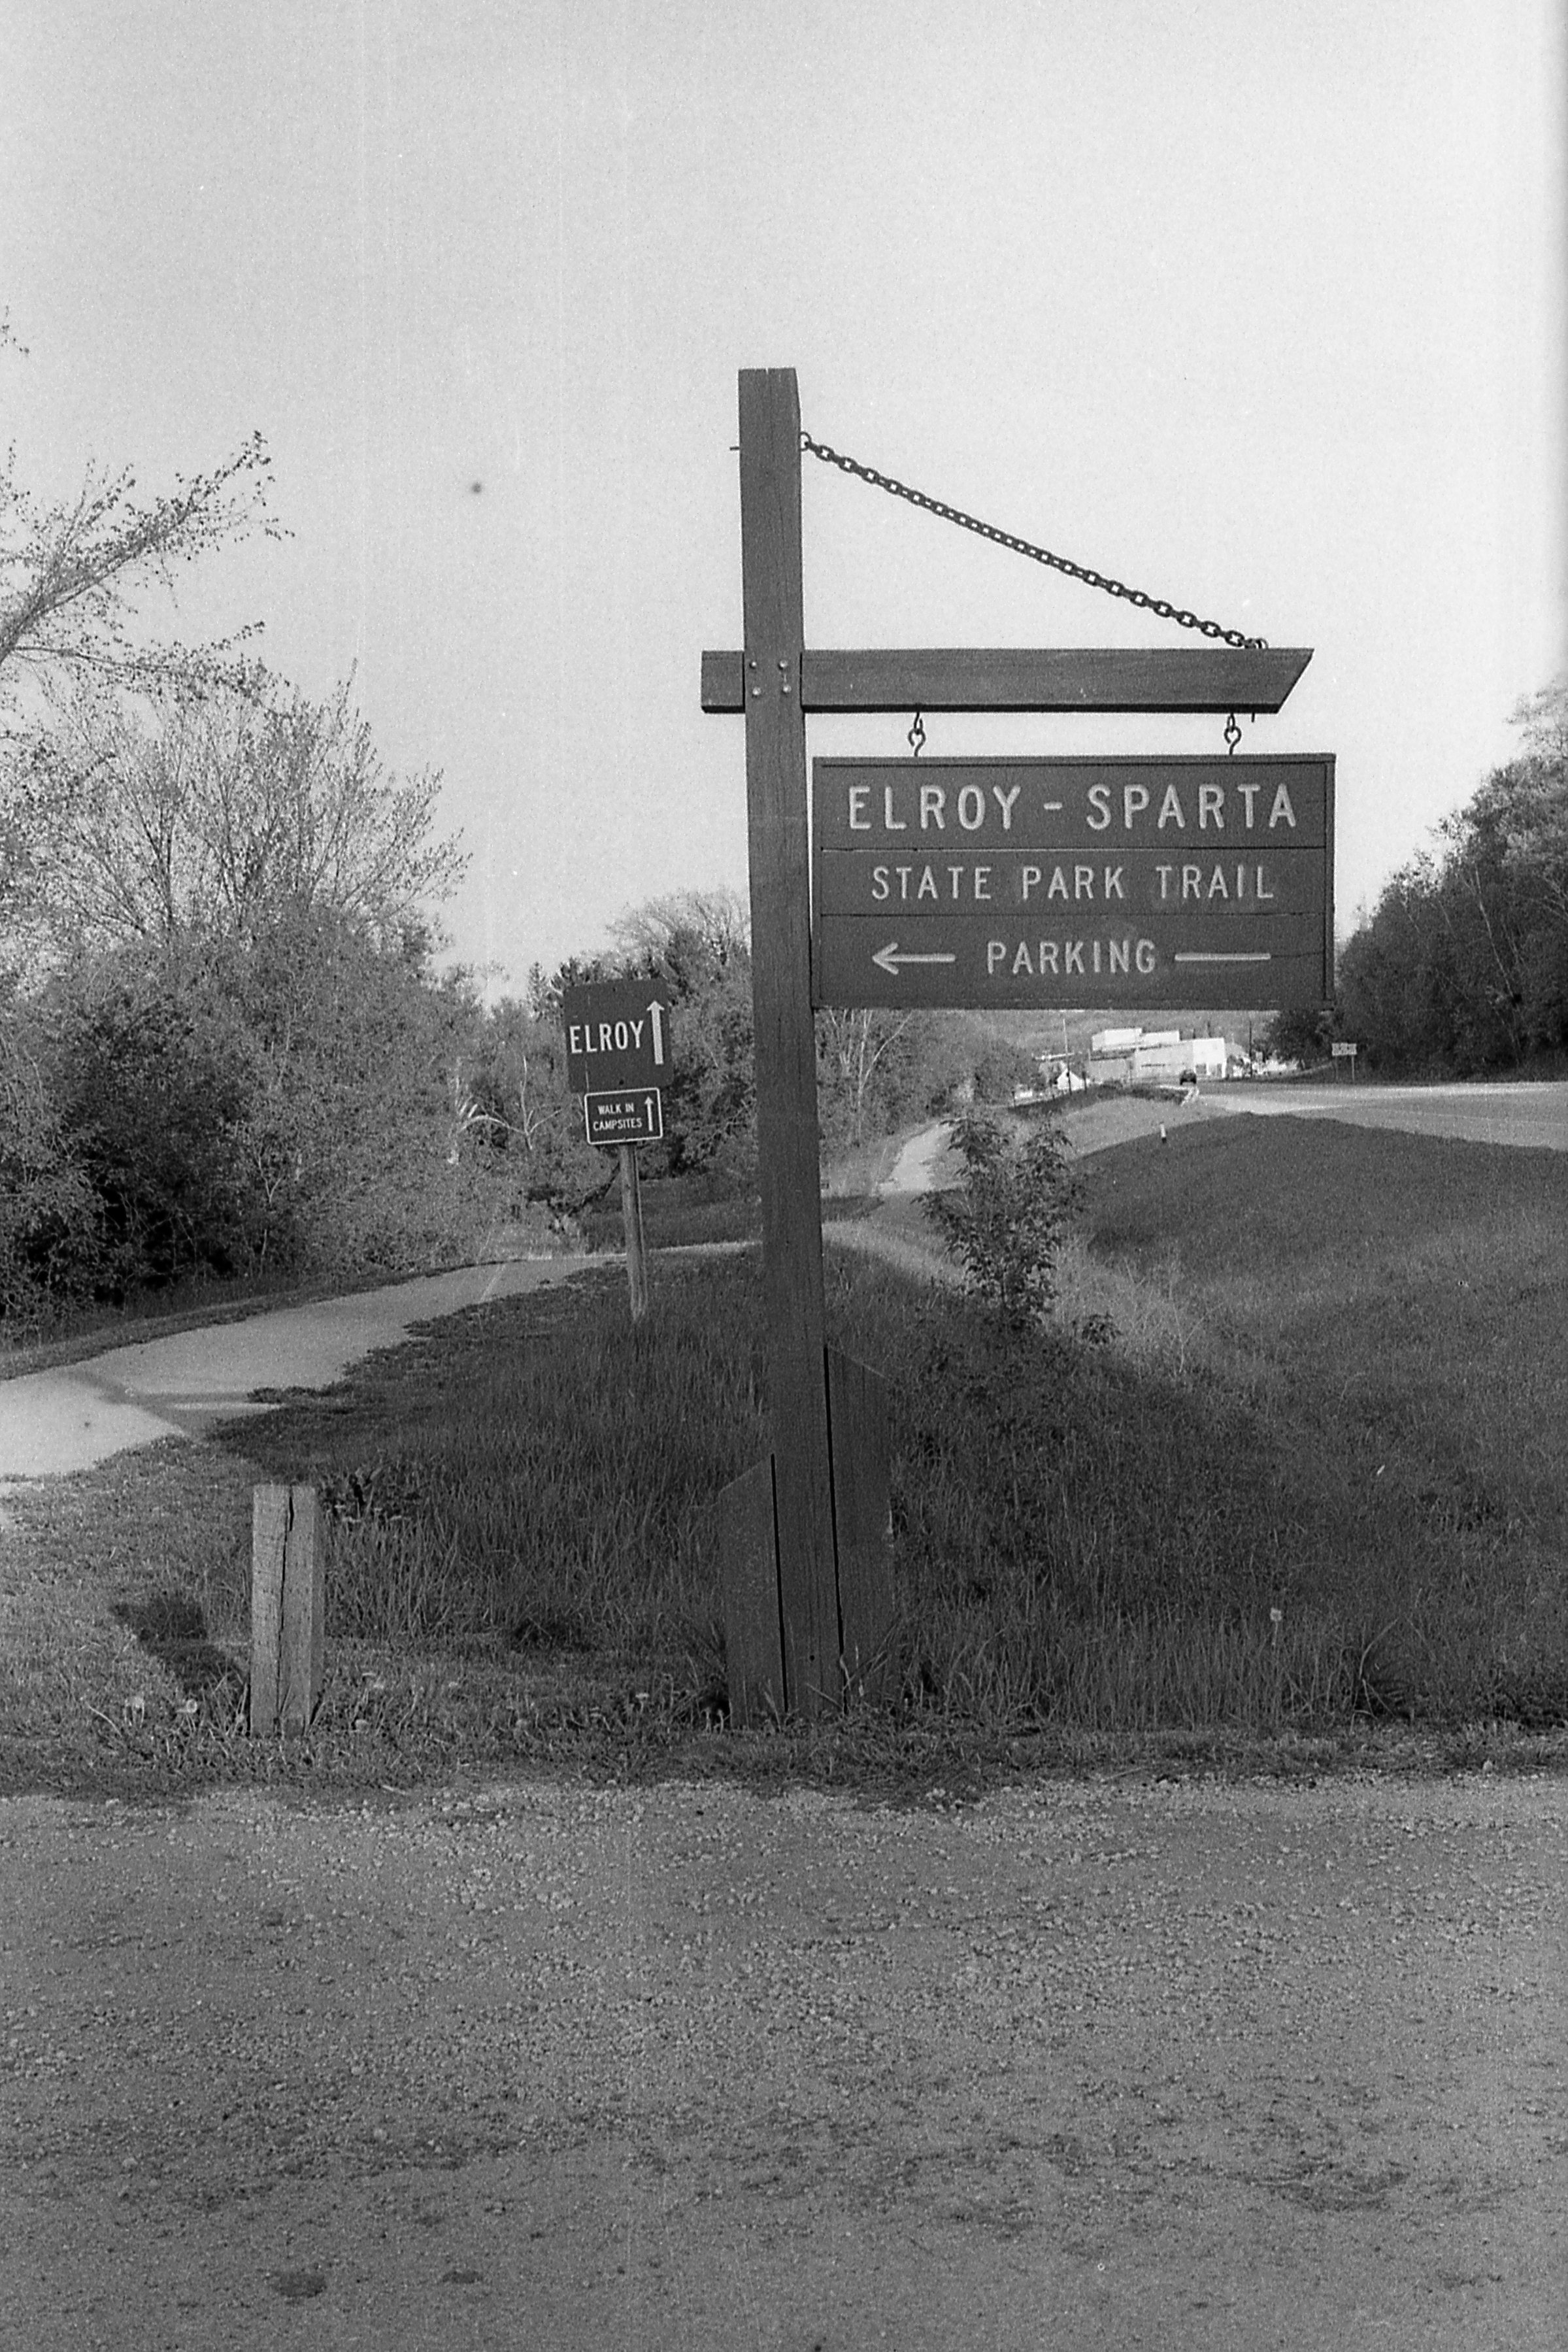 ELROY - SPARTA
STATE PARK TRAIL
← PARKING —
ELROY ↑
WALK IN
CAMPSITES ↑